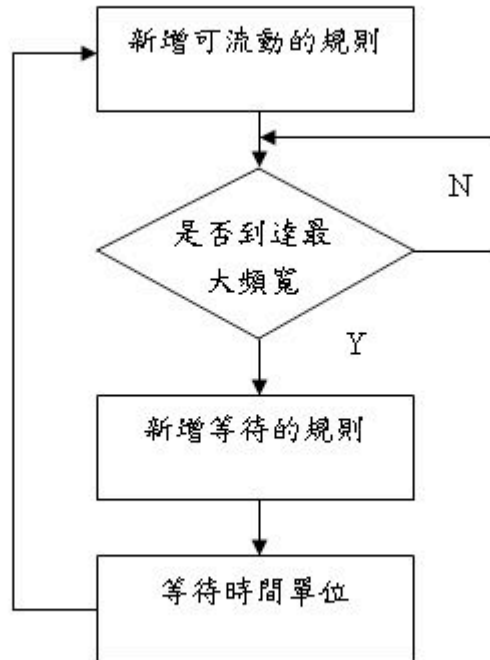 新增可流動的規則
N
是否到達最
大頻寬
Y
新增等待的規則
等待時間單位